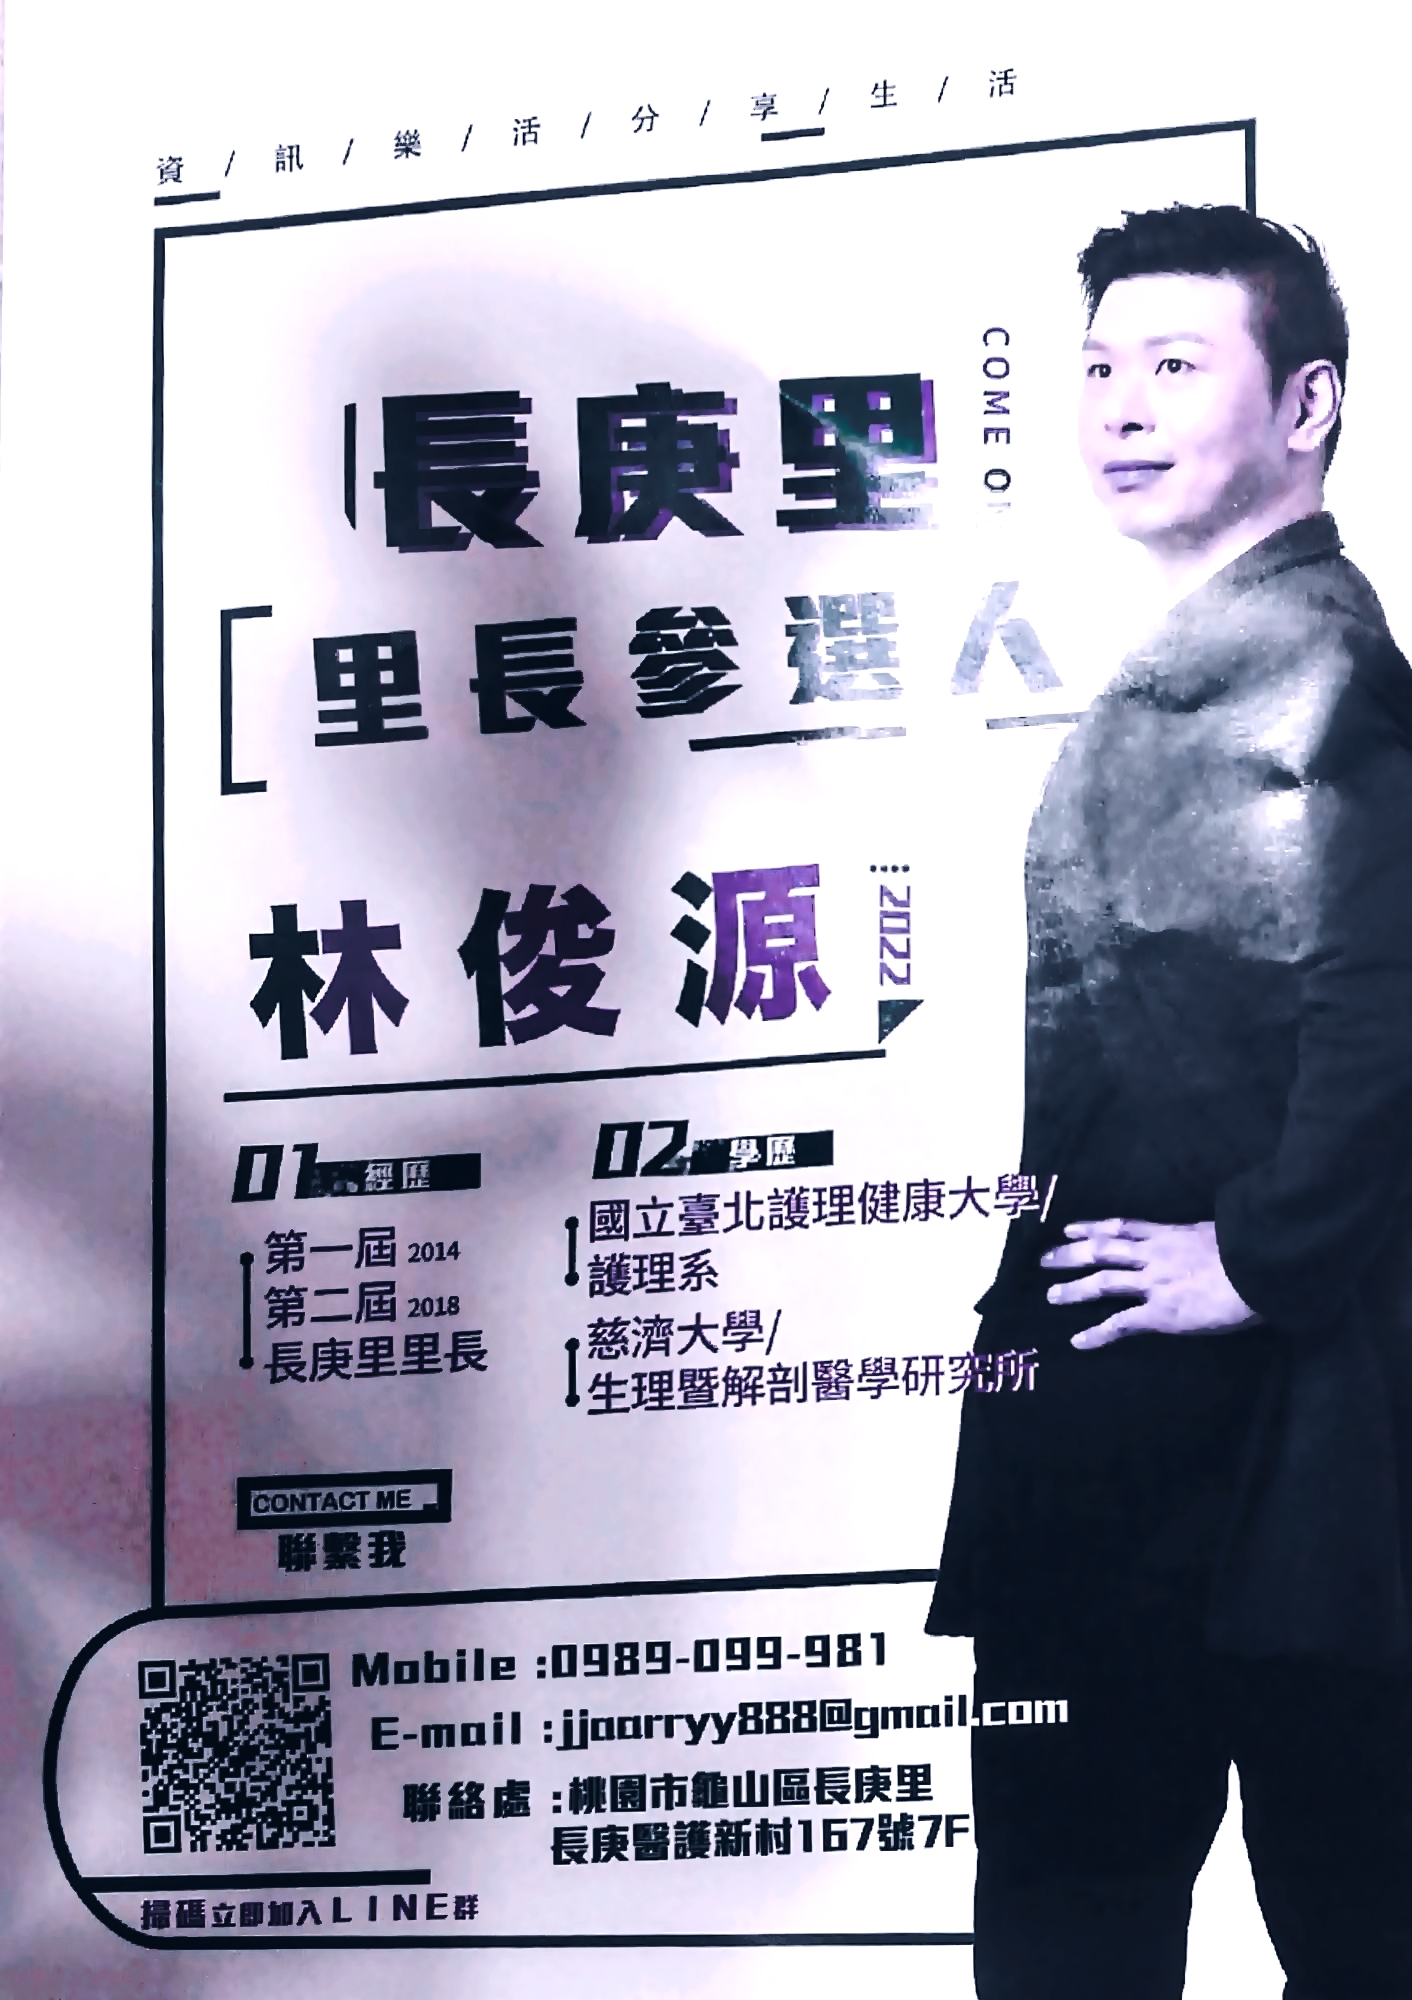 資/訊/樂/活/分/享/生/活
長庚里
COME O
里長參選人
林俊源
2022
01 經歷
第一屆 2014
第二屆 2018
長庚里里長
02 學歷
國立臺北護理健康大學/
護理系
慈濟大學/
生理暨解剖醫學研究所
CONTACT ME
聯繫我
Mobile :0989-099-981
E-mail :jjaarryy888@gmail.com
聯絡處 :桃園市龜山區長庚里
長庚醫護新村167號7F
掃碼立即加入LINE群